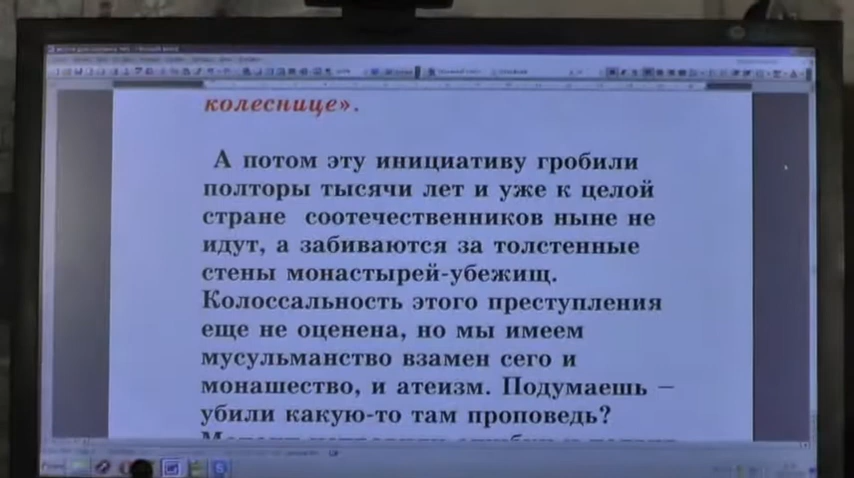 колеснице».
А потом эту инициативу гробили
полторы тысячи лет и уже к целой
стране соотечественников ныне не
идут, а забиваются за толстенные
стены монастырей-убежищ.
Колоссальность этого преступления
еще не оценена, но мы имеем
мусульманство взамен сего и
монашество, и атеизм. Подумаешь –
убили какую-то там проповедь?